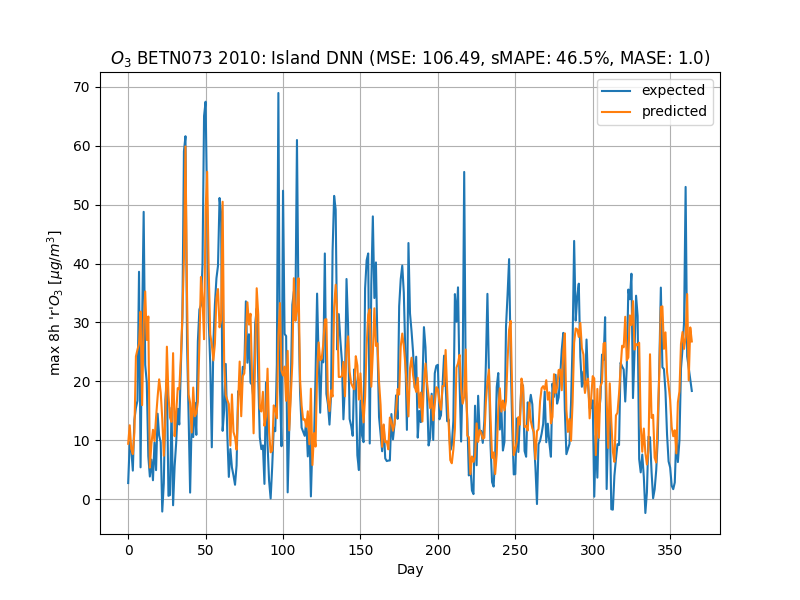 O3 BETN073 2010: Island DNN (MSE: 106.49, sMAPE: 46.5%, MASE: 1.0)
expected
predicted
max 8h 'r'O3 [μg/m3]
70
60
50
40
30
20
10
0
0 50 100 150 200 250 300 350
Day